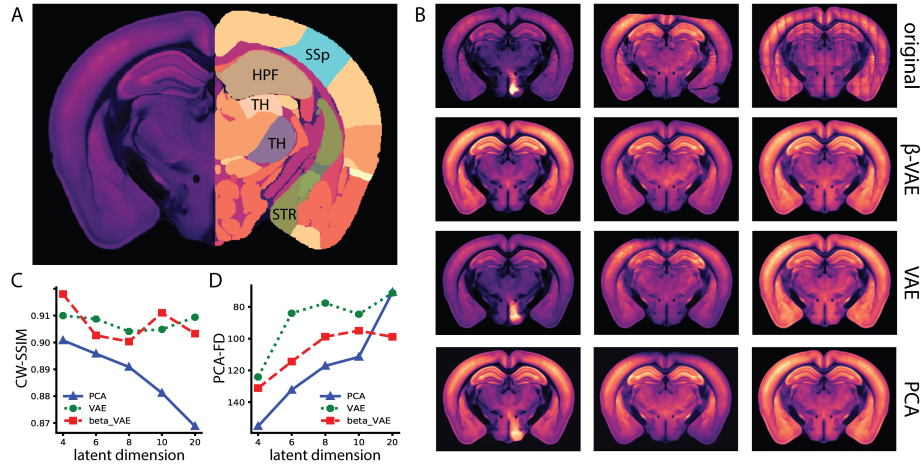 A
SSp
HPF
TH
TH
STR
B
original
β-VAE
VAE
PCA
C
CW-SSIM
0.91
0.90
0.89
0.88
0.87
PCA
VAE
beta_VAE
4 6 8 10 20
latent dimension
D
PCA-FD
80
100
120
140
PCA
VAE
beta_VAE
4 6 8 10 20
latent dimension